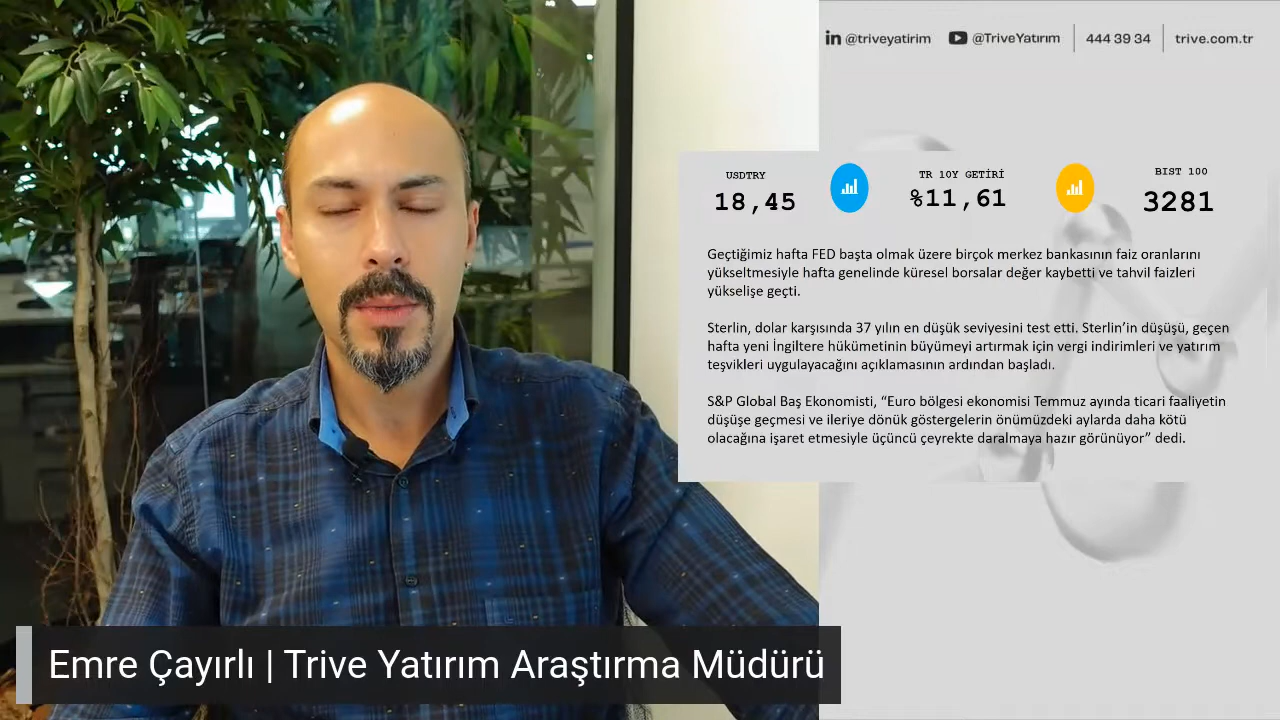 @triveyatirim
@TriveYatırım
444 39 34
trive.com.tr
USDTRY
18,45
TR 10Y GETİRİ
%11,61
BIST 100
3281
Geçtiğimiz hafta FED başta olmak üzere birçok merkez bankasının faiz oranlarını
yükseltmesiyle hafta genelinde küresel borsalar değer kaybetti ve tahvil faizleri
yükselişe geçti.
Sterlin, dolar karşısında 37 yılın en düşük seviyesini test etti. Sterlin’in düşüşü, geçen
hafta yeni İngiltere hükümetinin büyümeyi artırmak için vergi indirimleri ve yatırım
teşvikleri uygulayacağını açıklamasının ardından başladı.
S&P Global Baş Ekonomisti, “Euro bölgesi ekonomisi Temmuz ayında ticari faaliyetin
düşüşe geçmesi ve ileriye dönük göstergelerin önümüzdeki aylarda daha kötü
olacağına işaret etmesiyle üçüncü çeyrekte daralmaya hazır görünüyor” dedi.
Emre Çayırlı | Trive Yatırım Araştırma Müdürü